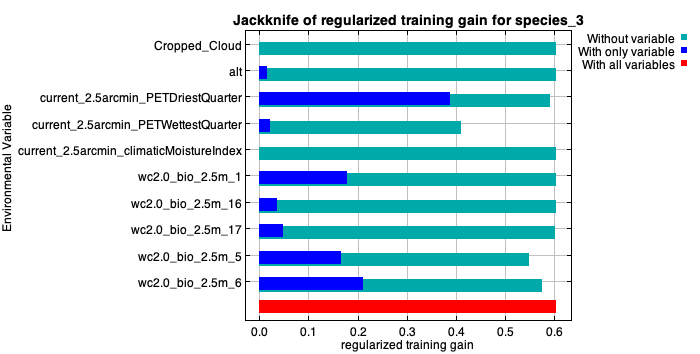 Jackknife of regularized training gain for species_3
Without variable
With only variable
With all variables
Environmental Variable
Cropped_Cloud
alt
current_2.5arcmin_PETDriestQuarter
current_2.5arcmin_PETWettestQuarter
current_2.5arcmin_climaticMoistureIndex
wc2.0_bio_2.5m_1
wc2.0_bio_2.5m_16
wc2.0_bio_2.5m_17
wc2.0_bio_2.5m_5
wc2.0_bio_2.5m_6
0.0 0.1 0.2 0.3 0.4 0.5 0.6
regularized training gain